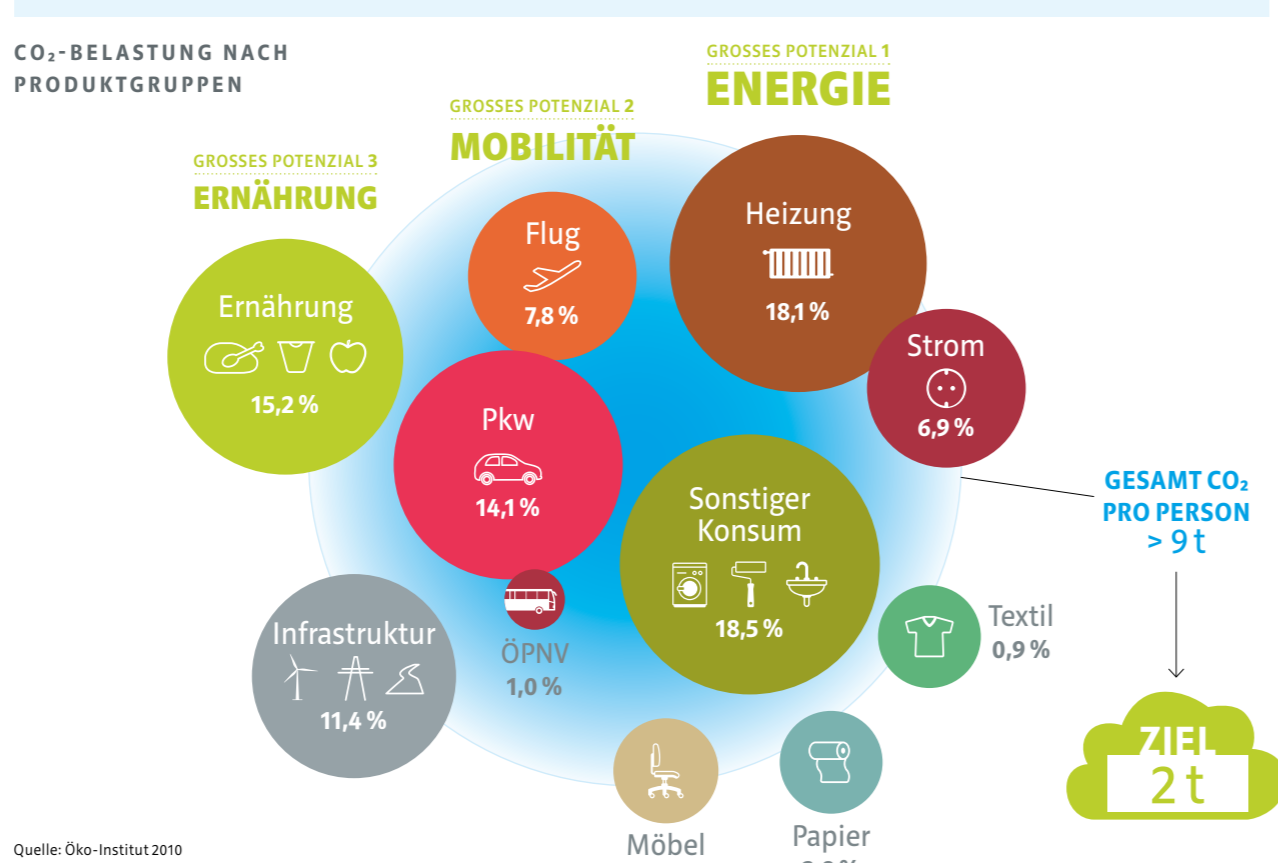 CO₂-BELASTUNG NACH
PRODUKTGRUPPEN
GROSSES POTENZIAL 1
ENERGIE
GROSSES POTENZIAL 2
MOBILITÄT
GROSSES POTENZIAL 3
ERNÄHRUNG
Heizung
18,1 %
Flug
7,8 %
Ernährung
15,2 %
Strom
6,9 %
Pkw
14,1 %
GESAMT CO₂
PRO PERSON
> 9 t
Sonstiger
Konsum
18,5 %
Textil
0,9 %
Infrastruktur
11,4 %
ÖPNV
1,0 %
ZIEL
2 t
Möbel
Papier
Quelle: Öko-Institut 2010